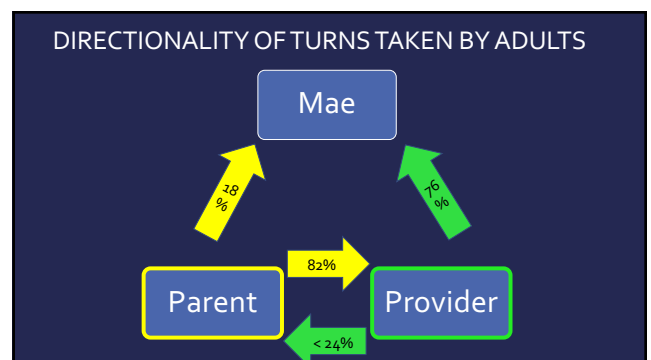 DIRECTIONALITY OF TURNS TAKEN BY ADULTS
Mae
18
%
76
%
82%
Parent
Provider
< 24%